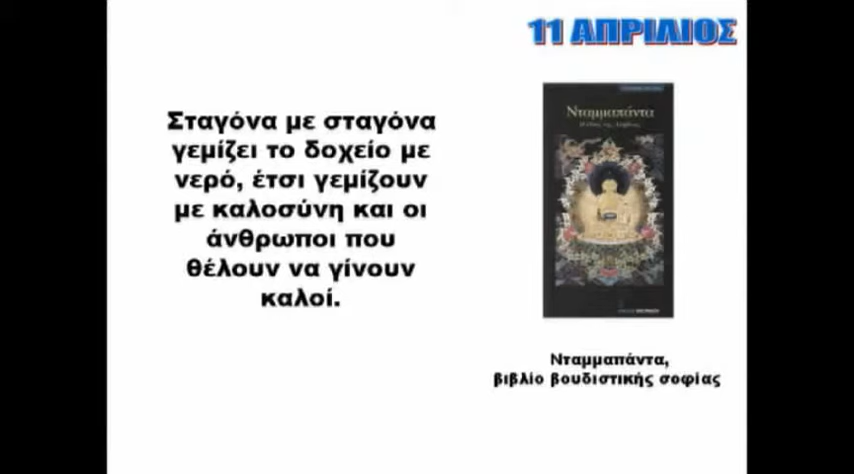 11 ΑΠΡΙΛΙΟΣ
Σταγόνα με σταγόνα
γεμίζει το δοχείο με
νερό, έτσι γεμίζουν
με καλοσύνη και οι
άνθρωποι που
θέλουν να γίνουν
καλοί.
Νταμμαπάντα
Νταμμαπάντα,
βιβλίο βουδιστικής σοφίας